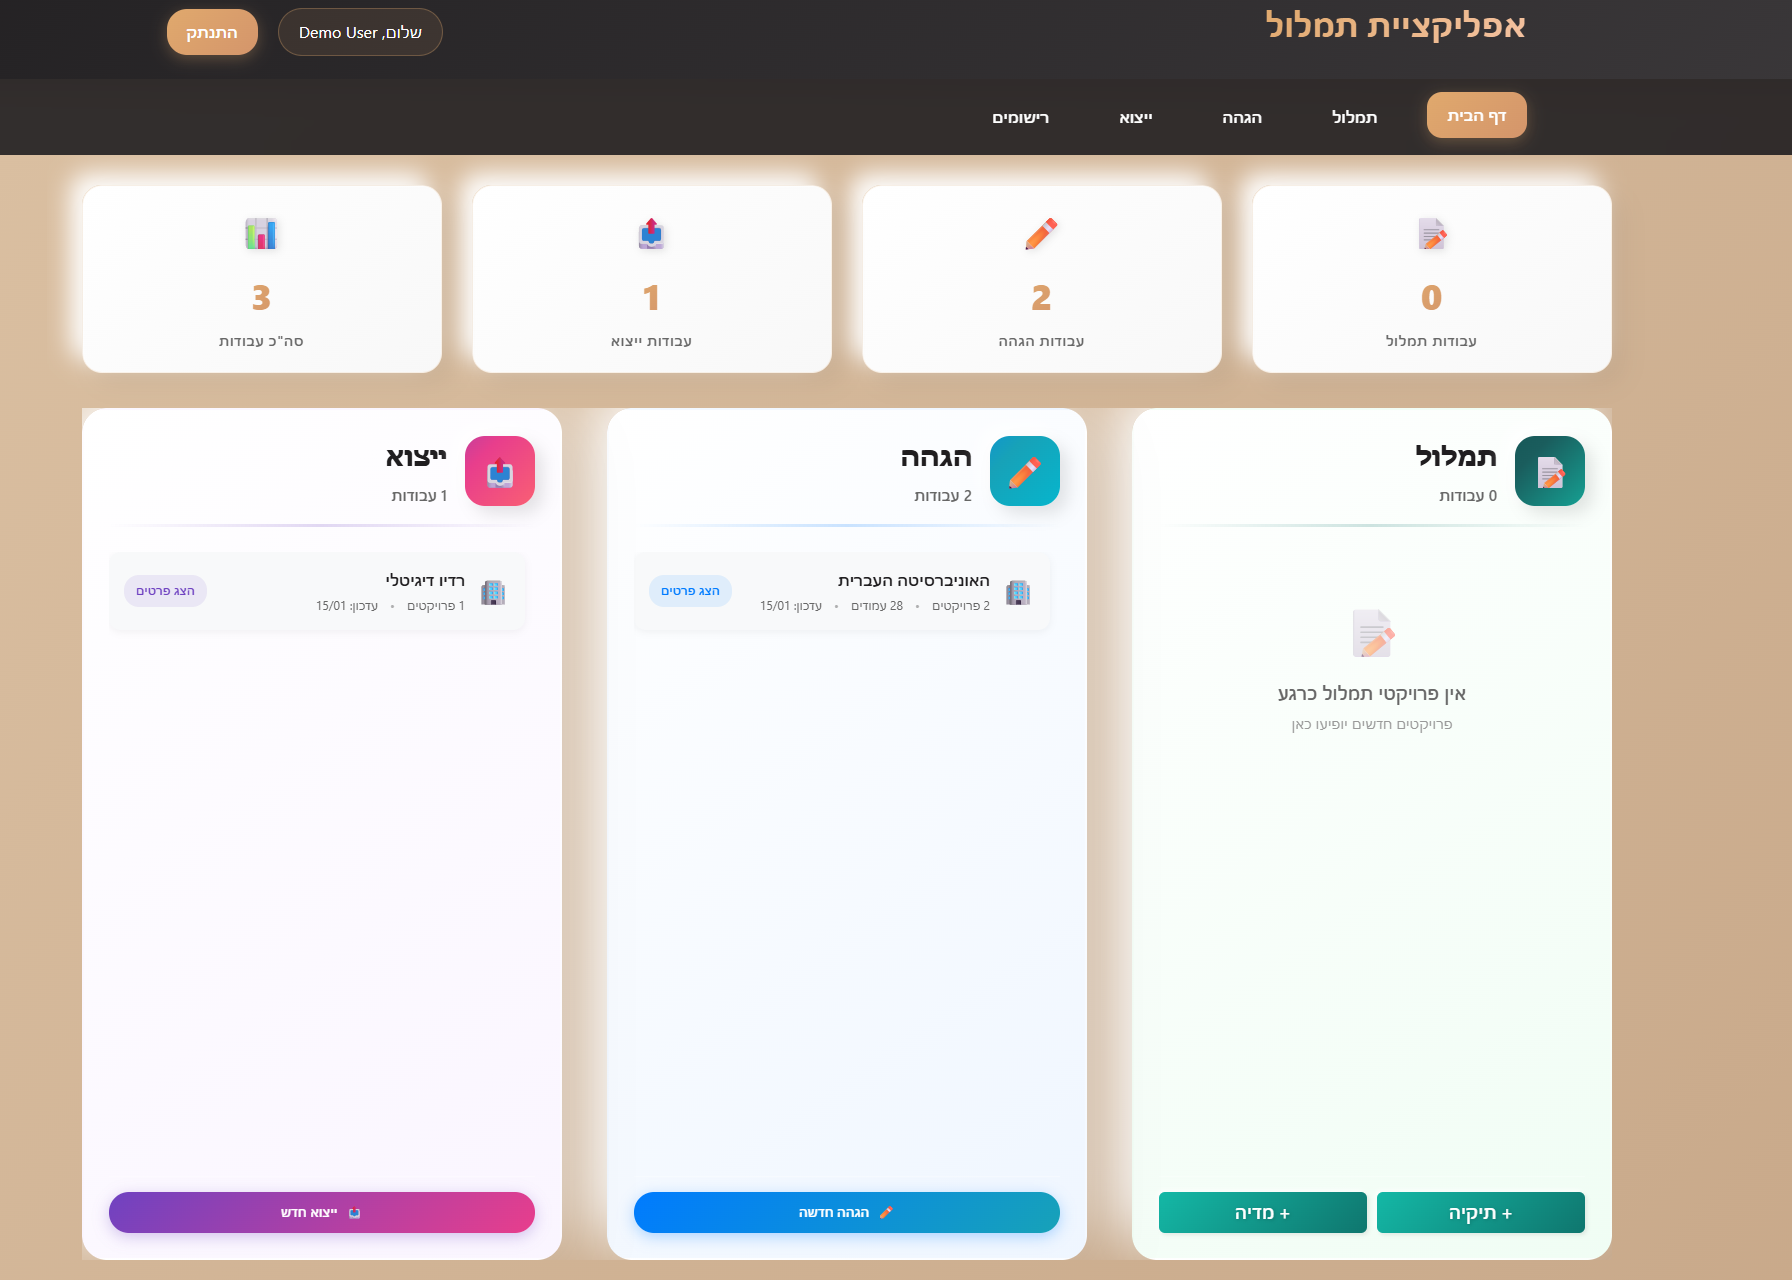 אפליקציית תמלול
שלום, Demo User
התנתק
דף הבית
תמלול
הגהה
ייצוא
רישומים
0
עבודות תמלול
2
עבודות הגהה
1
עבודות ייצוא
3
סה"כ עבודות
תמלול
0 עבודות
אין פרויקטי תמלול כרגע
פרויקטים חדשים יופיעו כאן
+ תיקיה
+ מדיה
הגהה
2 עבודות
האוניברסיטה העברית
2 פרויקטים • 28 עמודים • עדכון: 15/01
הצג פרטים
הגהה חדשה
ייצוא
1 עבודות
רדיו דיגיטלי
1 פרויקטים • עדכון: 15/01
הצג פרטים
ייצוא חדש